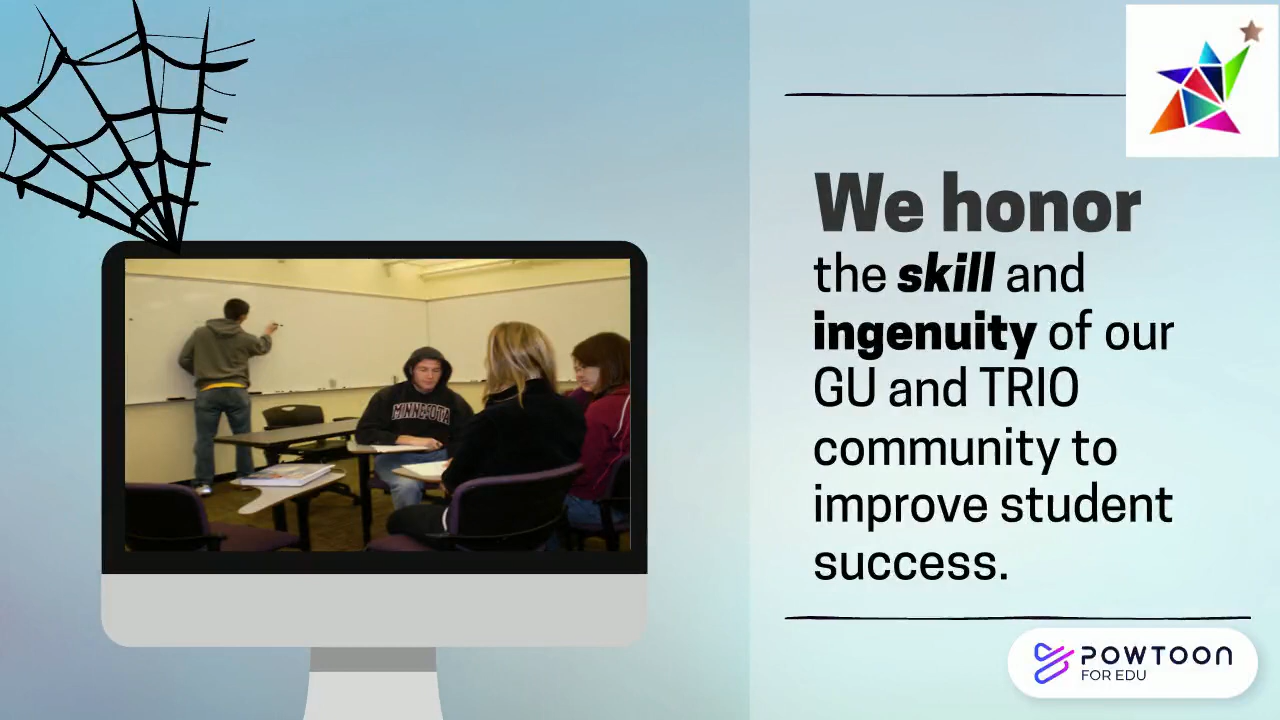 We honor
the skill and
ingenuity of our
GU and TRIO
community to
improve student
success.
MINNESOTA
POWTOON
FOR EDU